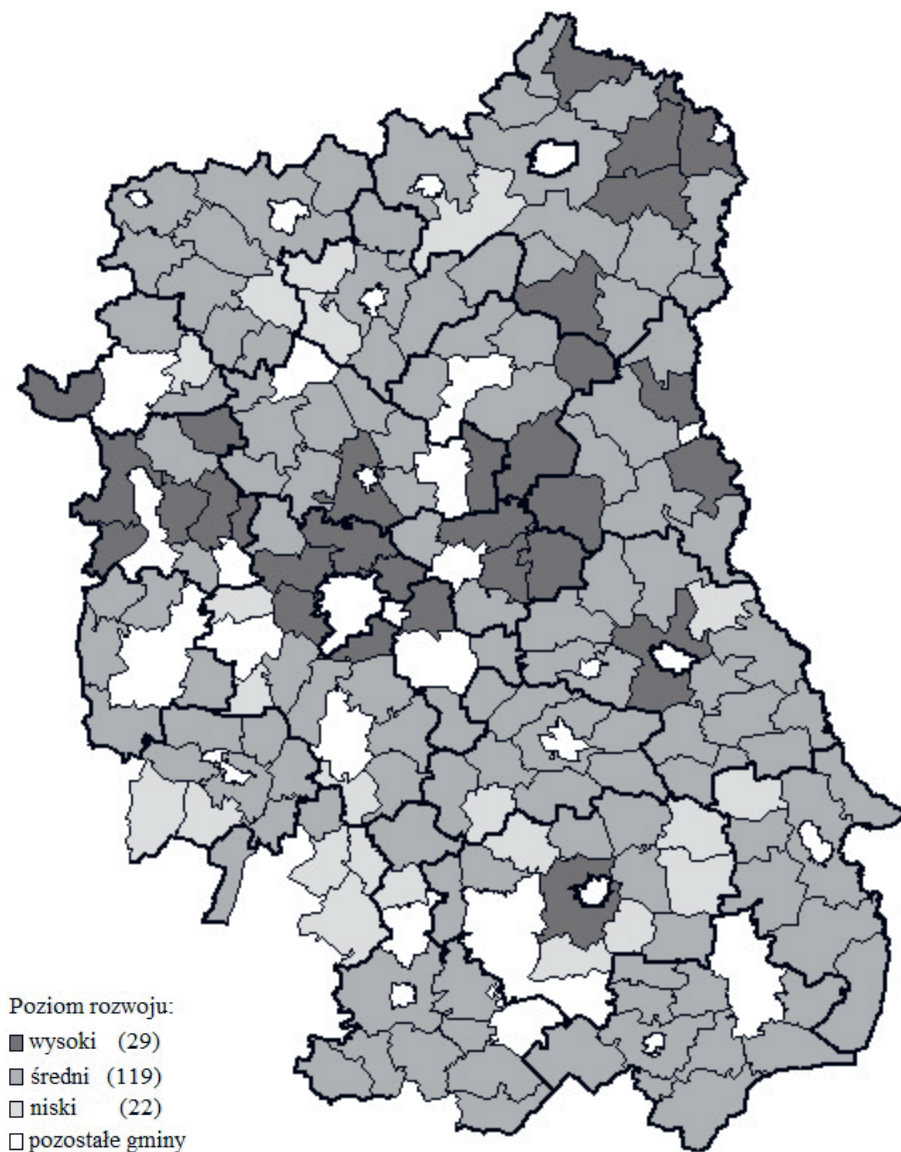 Poziom rozwoju:
wysoki (29)
średni (119)
niski (22)
pozostałe gminy